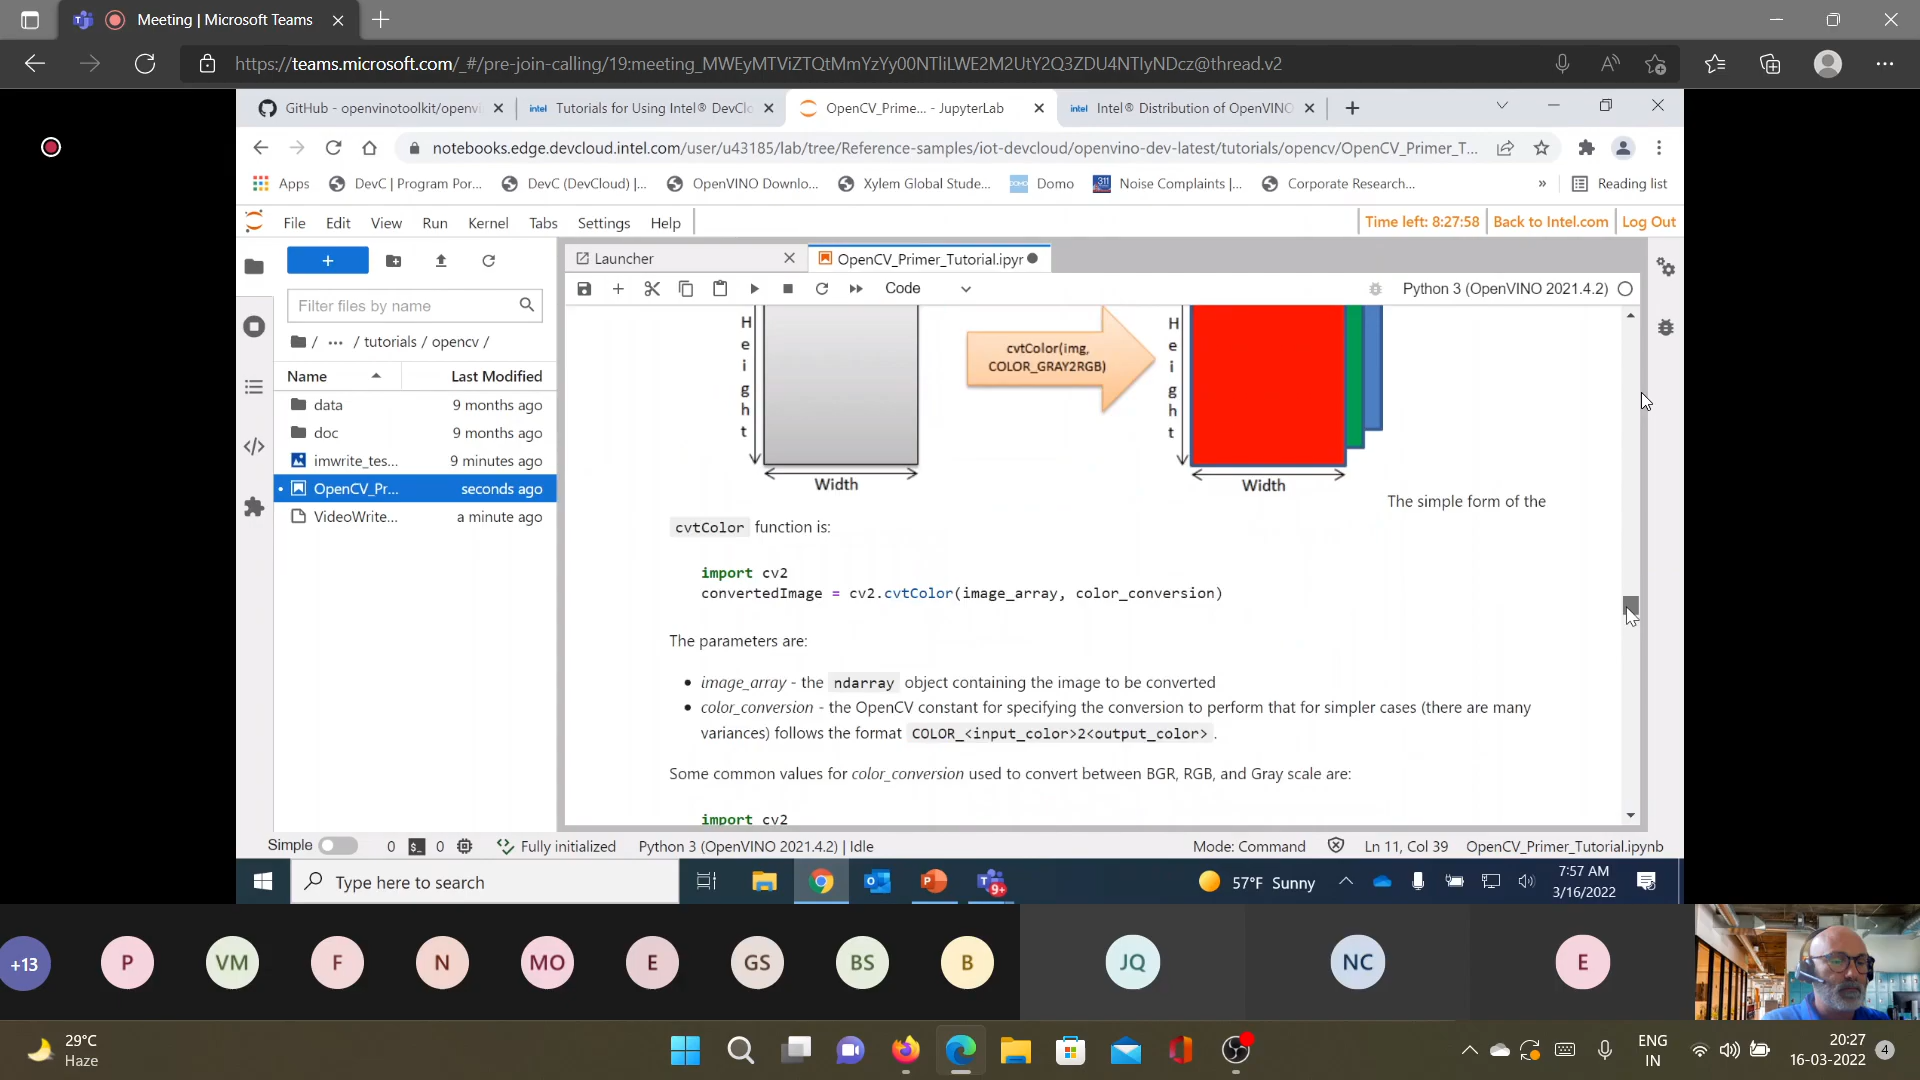 Meeting | Microsoft Teams
https://teams.microsoft.com/_#/pre-join-calling/19:meeting_MWEyMTViZTQtMmYzYy00NTliLWE2M2UtY2Q3ZDU4NTIyNDcz@thread.v2
GitHub - openvinotoolkit/openvi
intel Tutorials for Using Intel® DevClo
OpenCV_Prime... - JupyterLab
intel Intel® Distribution of OpenVINO
notebooks.edge.devcloud.intel.com/user/u43185/lab/tree/Reference-samples/iot-devcloud/openvino-dev-latest/tutorials/opencv/OpenCV_Primer_T...
Apps
DevC | Program Por...
DevC (DevCloud) |...
OpenVINO Downlo...
Xylem Global Stude...
DOMO Domo
311 Noise Complaints |...
Corporate Research...
»
Reading list
File Edit View Run Kernel Tabs Settings Help
Time left: 8:27:58 Back to Intel.com Log Out
Launcher
OpenCV_Primer_Tutorial.ipyr
Filter files by name
Code
Python 3 (OpenVINO 2021.4.2)
/ ... / tutorials / opencv /
Name Last Modified
data 9 months ago
doc 9 months ago
imwrite_tes... 9 minutes ago
OpenCV_Pr... seconds ago
VideoWrite... a minute ago
Height
cvtColor(img,
COLOR_GRAY2RGB)
Height
Width
Width
The simple form of the
cvtColor function is:
import cv2
convertedImage = cv2.cvtColor(image_array, color_conversion)
The parameters are:
• image_array - the ndarray object containing the image to be converted
• color_conversion - the OpenCV constant for specifying the conversion to perform that for simpler cases (there are many
variances) follows the format COLOR_<input_color>2<output_color> .
Some common values for color_conversion used to convert between BGR, RGB, and Gray scale are:
import cv2
Simple 0 0 Fully initialized Python 3 (OpenVINO 2021.4.2) | Idle
Mode: Command Ln 11, Col 39 OpenCV_Primer_Tutorial.ipynb
Type here to search
9+
57°F Sunny
7:57 AM
3/16/2022
+13 P VM F N MO E GS BS B JQ NC E
29°C
Haze
ENG
IN
20:27
16-03-2022
4